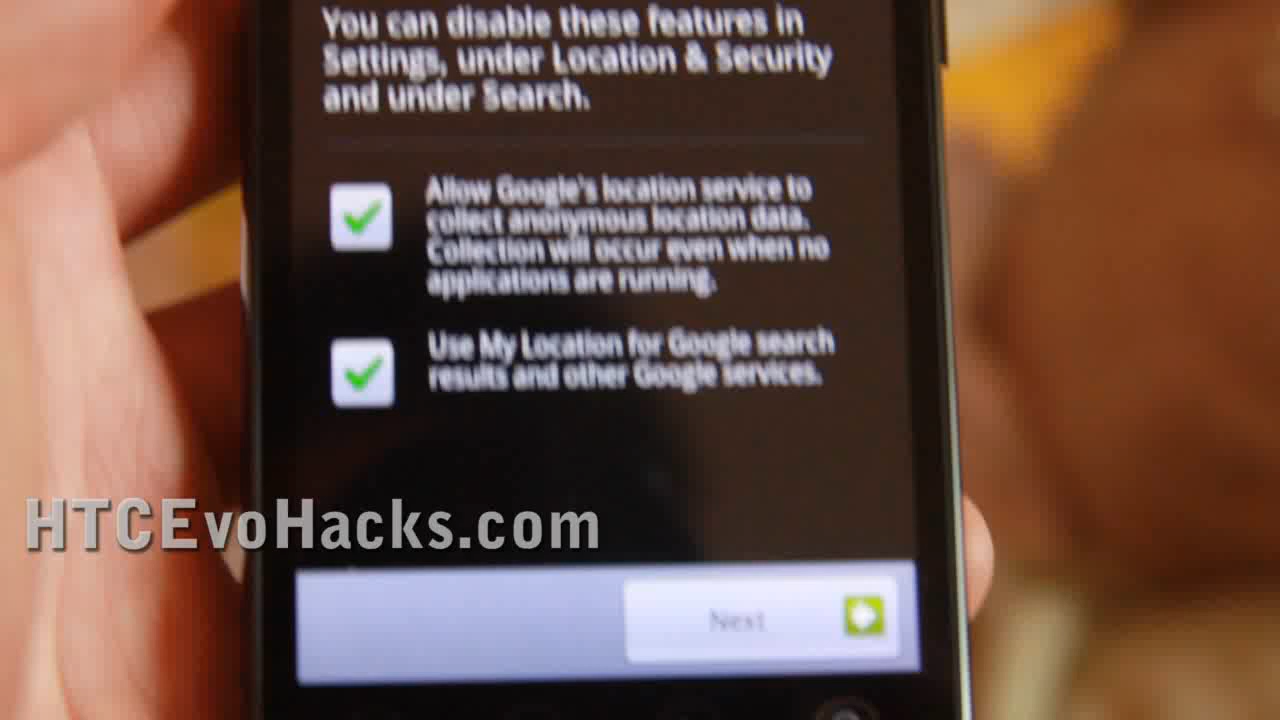 You can disable these features in
Settings, under Location & Security
and under Search.
Allow Google's location service to
collect anonymous location data.
Collection will occur even when no
applications are running.
Use My Location for Google search
results and other Google services.
HTCEvoHacks.com
Next